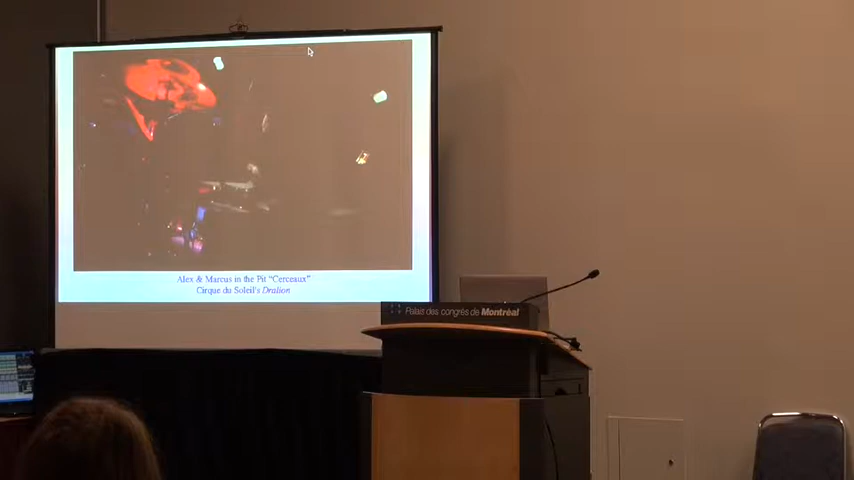 Alex & Marcus in the Pit "Cerceaux"
Cirque du Soleil's Dralion
Palais des congrès de Montréal